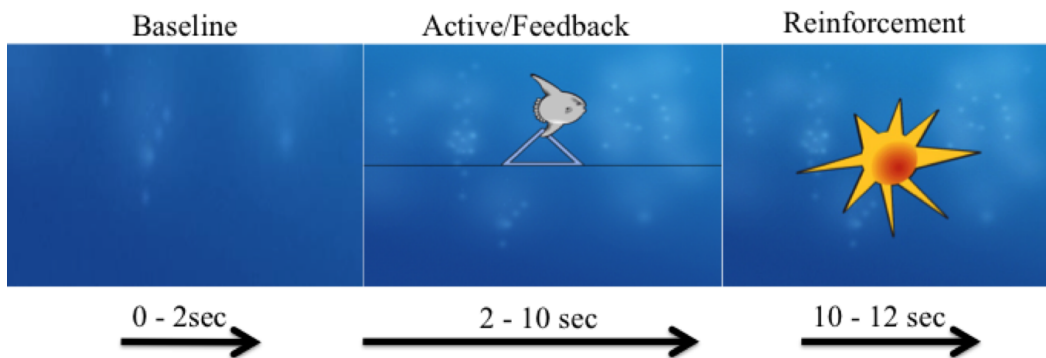 Baseline
Active/Feedback
Reinforcement
0 - 2sec
2 - 10 sec
10 - 12 sec